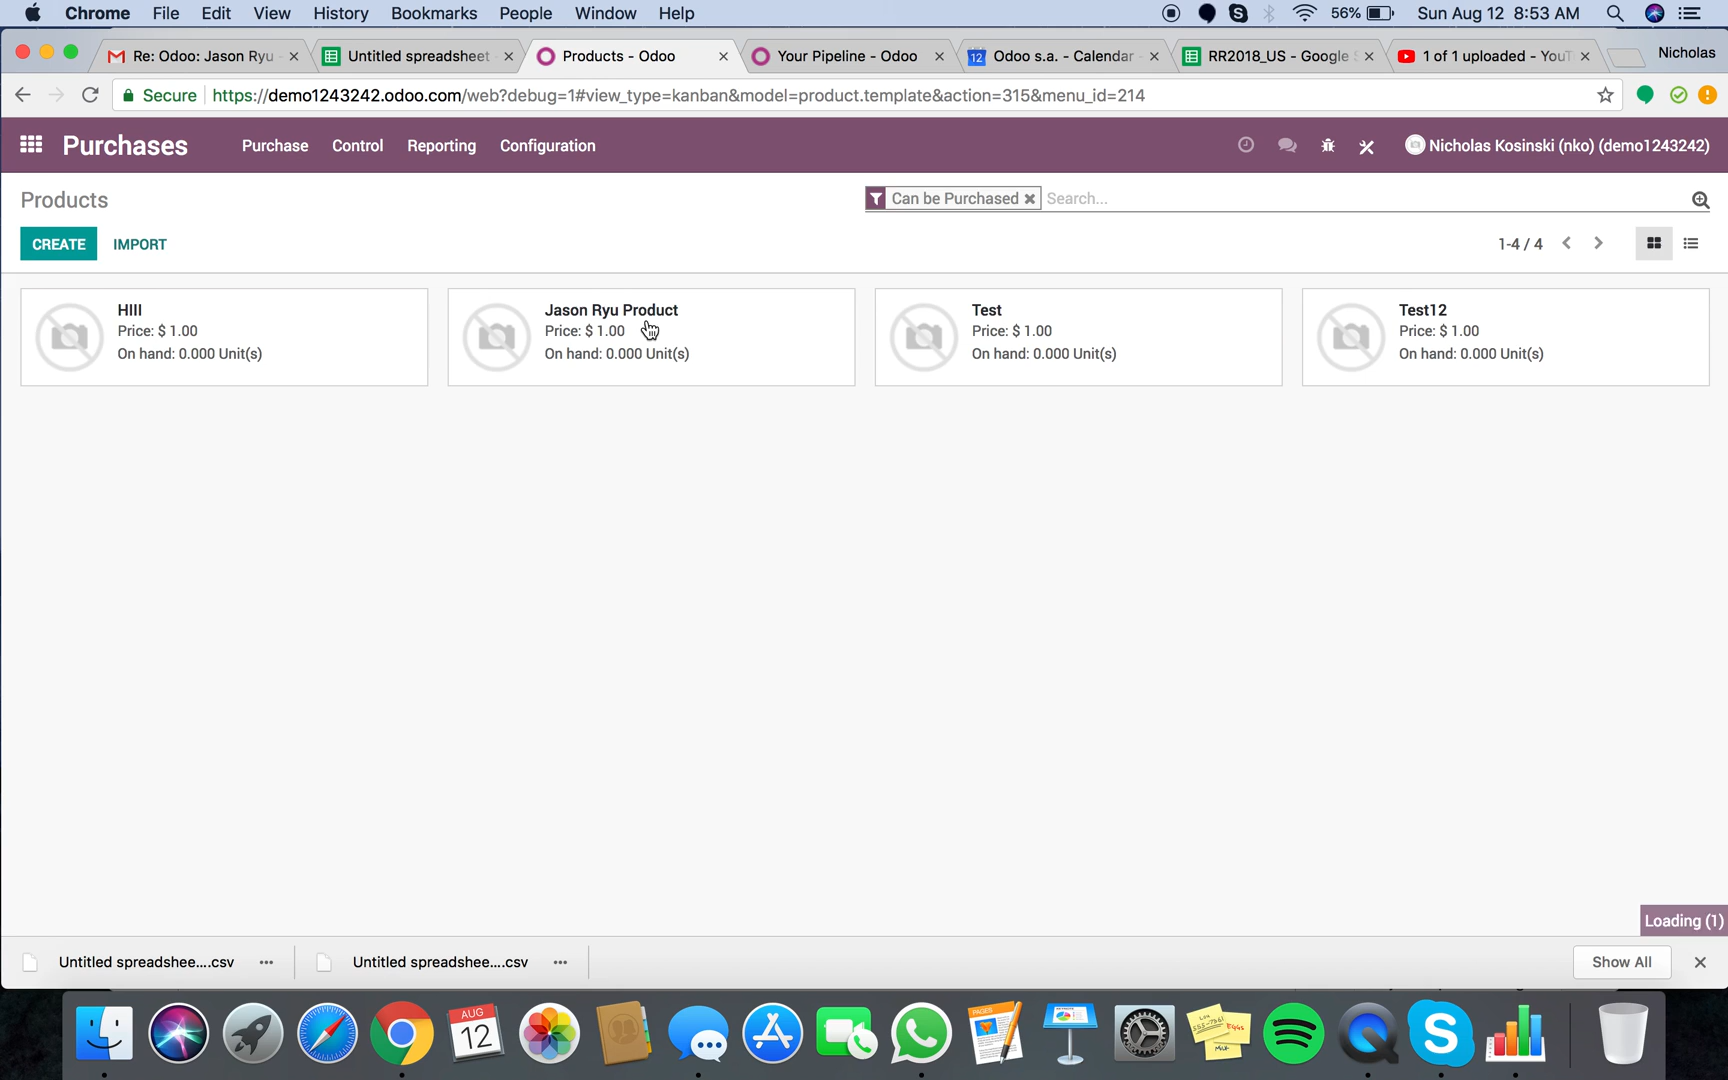 Chrome File Edit View History Bookmarks People Window Help 56% Sun Aug 12 8:53 AM
Re: Odoo: Jason Ryu Untitled spreadsheet Products - Odoo Your Pipeline - Odoo 12 Odoo s.a. - Calendar RR2018_US - Google 1 of 1 uploaded - YouT Nicholas
Secure https://demo1243242.odoo.com/web?debug=1#view_type=kanban&model=product.template&action=315&menu_id=214
Purchases Purchase Control Reporting Configuration Nicholas Kosinski (nko) (demo1243242)
Products Can be Purchased Search...
CREATE IMPORT 1-4 / 4
HIII
Price: $ 1.00
On hand: 0.000 Unit(s)
Jason Ryu Product
Price: $ 1.00
On hand: 0.000 Unit(s)
Test
Price: $ 1.00
On hand: 0.000 Unit(s)
Test12
Price: $ 1.00
On hand: 0.000 Unit(s)
Loading (1)
Untitled spreadshee....csv Untitled spreadshee....csv Show All
AUG
12
PAGES